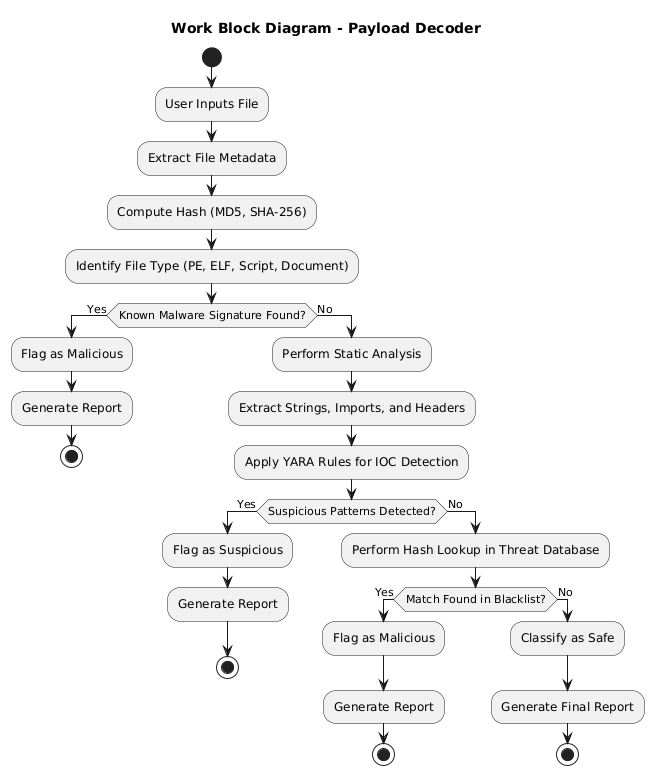 Work Block Diagram - Payload Decoder
User Inputs File
Extract File Metadata
Compute Hash (MD5, SHA-256)
Identify File Type (PE, ELF, Script, Document)
Yes
Known Malware Signature Found?
No
Flag as Malicious
Generate Report
Perform Static Analysis
Extract Strings, Imports, and Headers
Apply YARA Rules for IOC Detection
Yes
Suspicious Patterns Detected?
No
Flag as Suspicious
Generate Report
Perform Hash Lookup in Threat Database
Yes
Match Found in Blacklist?
No
Flag as Malicious
Generate Report
Classify as Safe
Generate Final Report